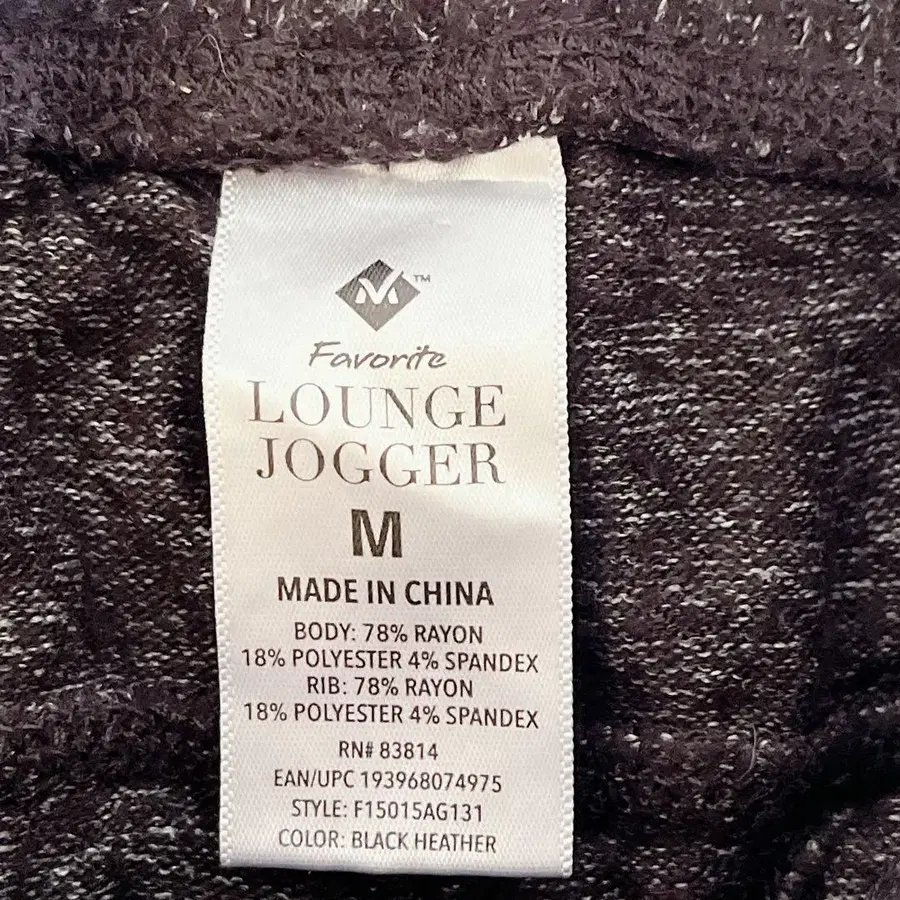 M™
Favorite
LOUNGE
JOGGER
M
MADE IN CHINA
BODY: 78% RAYON
18% POLYESTER 4% SPANDEX
RIB: 78% RAYON
18% POLYESTER 4% SPANDEX
RN# 83814
EAN/UPC 193968074975
STYLE: F15015AG131
COLOR: BLACK HEATHER